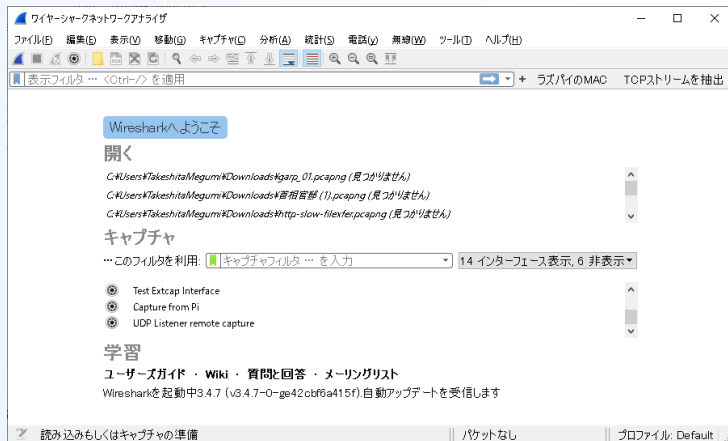 ワイヤーシャークネットワークアナライザ
ファイル(F) 編集(E) 表示(V) 移動(G) キャプチャ(C) 分析(A) 統計(S) 電話(y) 無線(W) ツール(T) ヘルプ(H)
表示フィルタ … <Ctrl-/> を適用 + ラズパイのMAC TCPストリームを抽出
Wiresharkへようこそ
開く
C:¥Users¥TakeshitaMegumi¥Downloads¥garp_01.pcapng (見つかりません)
C:¥Users¥TakeshitaMegumi¥Downloads¥首相官邸 (1).pcapng (見つかりません)
C:¥Users¥TakeshitaMegumi¥Downloads¥http-slow-filexfer.pcapng (見つかりません)
キャプチャ
…このフィルタを利用: キャプチャフィルタ … を入力 14 インターフェース表示, 6 非表示
Test Extcap Interface
Capture from Pi
UDP Listener remote capture
学習
ユーザーズガイド · Wiki · 質問と回答 · メーリングリスト
Wiresharkを起動中3.4.7 (v3.4.7-0-ge42cbf6a415f).自動アップデートを受信します
読み込みもしくはキャプチャの準備 パケットなし プロファイル: Default